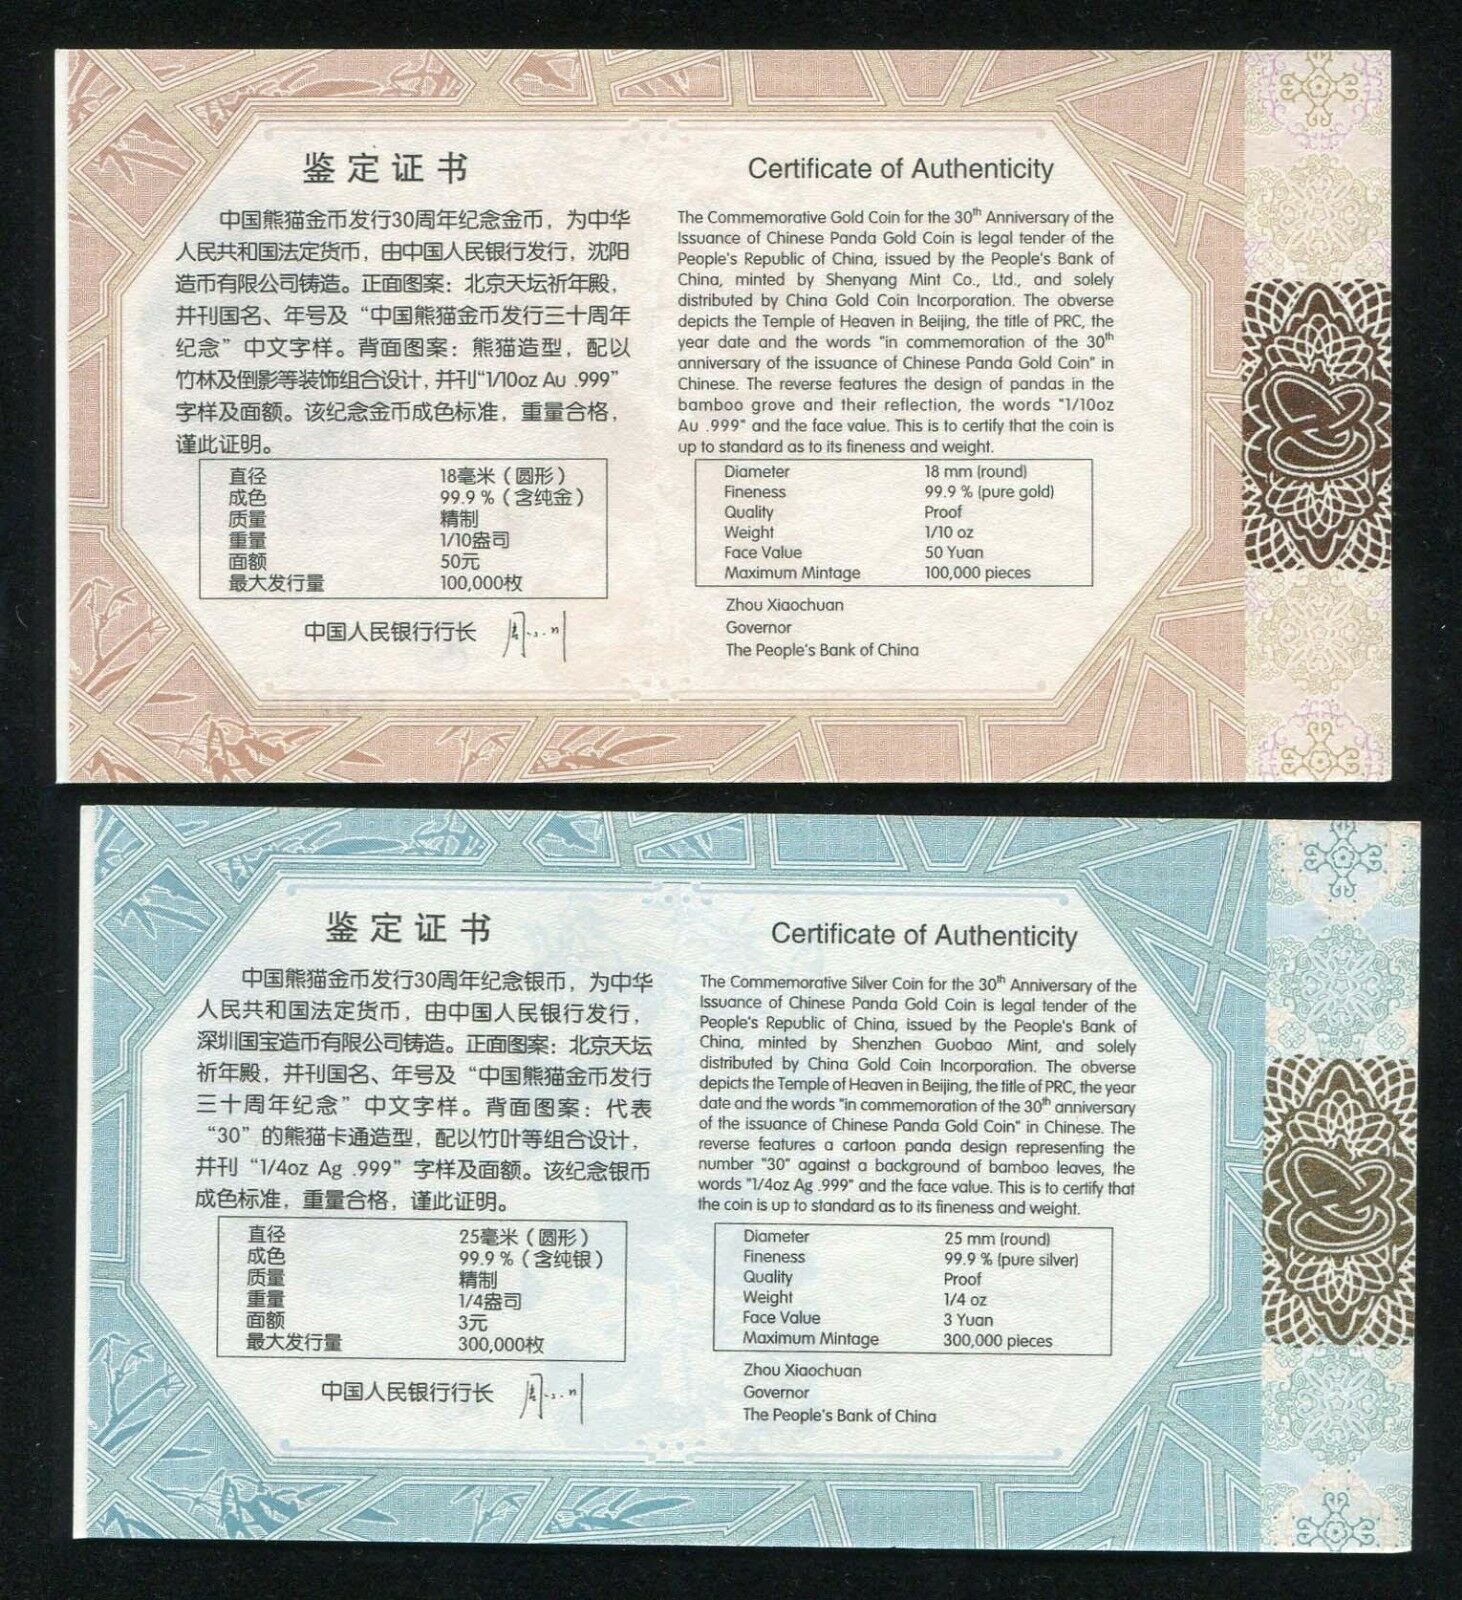 鉴定证书
中国熊猫金币发行30周年纪念金币，为中华
人民共和国法定货币，由中国人民银行发行，沈阳
造币有限公司铸造。正面图案：北京天坛祈年殿，
并刊国名、年号及“中国熊猫金币发行三十周年
纪念”中文字样。背面图案：熊猫造型，配以
竹林及倒影等装饰组合设计，并刊“1/10oz Au .999”
字样及面额。该纪念金币成色标准，重量合格，
谨此证明。
直径 18毫米（圆形）
成色 99.9 %（含纯金）
质量 精制
重量 1/10盎司
面额 50元
最大发行量 100,000枚
中国人民银行行长
Certificate of Authenticity
The Commemorative Gold Coin for the 30th Anniversary of the
Issuance of Chinese Panda Gold Coin is legal tender of the
People's Republic of China, issued by the People's Bank of
China, minted by Shenyang Mint Co., Ltd., and solely
distributed by China Gold Coin Incorporation. The obverse
depicts the Temple of Heaven in Beijing, the title of PRC, the
year date and the words "in commemoration of the 30th
anniversary of the issuance of Chinese Panda Gold Coin" in
Chinese. The reverse features the design of pandas in the
bamboo grove and their reflection, the words "1/10oz
Au .999" and the face value. This is to certify that the coin is
up to standard as to its fineness and weight.
Diameter 18 mm (round)
Fineness 99.9 % (pure gold)
Quality Proof
Weight 1/10 oz
Face Value 50 Yuan
Maximum Mintage 100,000 pieces
Zhou Xiaochuan
Governor
The People's Bank of China
鉴定证书
中国熊猫金币发行30周年纪念银币，为中华
人民共和国法定货币，由中国人民银行发行，
深圳国宝造币有限公司铸造。正面图案：北京天坛
祈年殿，并刊国名、年号及“中国熊猫金币发行
三十周年纪念”中文字样。背面图案：代表
“30”的熊猫卡通造型，配以竹叶等组合设计，
并刊“1/4oz Ag .999”字样及面额。该纪念银币
成色标准，重量合格，谨此证明。
直径 25毫米（圆形）
成色 99.9 %（含纯银）
质量 精制
重量 1/4盎司
面额 3元
最大发行量 300,000枚
中国人民银行行长
Certificate of Authenticity
The Commemorative Silver Coin for the 30th Anniversary of the
Issuance of Chinese Panda Gold Coin is legal tender of the
People's Republic of China, issued by the People's Bank of
China, minted by Shenzhen Guobao Mint, and solely
distributed by China Gold Coin Incorporation. The obverse
depicts the Temple of Heaven in Beijing, the title of PRC, the year
date and the words "in commemoration of the 30th anniversary
of the issuance of Chinese Panda Gold Coin" in Chinese. The
reverse features a cartoon panda design representing the
number "30" against a background of bamboo leaves, the
words "1/4oz Ag .999" and the face value. This is to certify that
the coin is up to standard as to its fineness and weight.
Diameter 25 mm (round)
Fineness 99.9 % (pure silver)
Quality Proof
Weight 1/4 oz
Face Value 3 Yuan
Maximum Mintage 300,000 pieces
Zhou Xiaochuan
Governor
The People's Bank of China